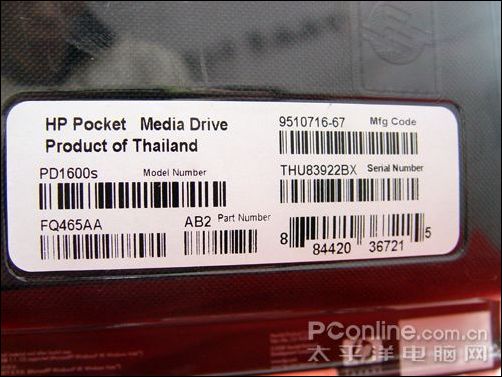 HP Pocket Media Drive
Product of Thailand
9510716-67 Mfg Code
PD1600s Model Number
THU83922BX Serial Number
FQ465AA AB2 Part Number
8 84420 36721 5
PConline.com.cn
太平洋电脑网